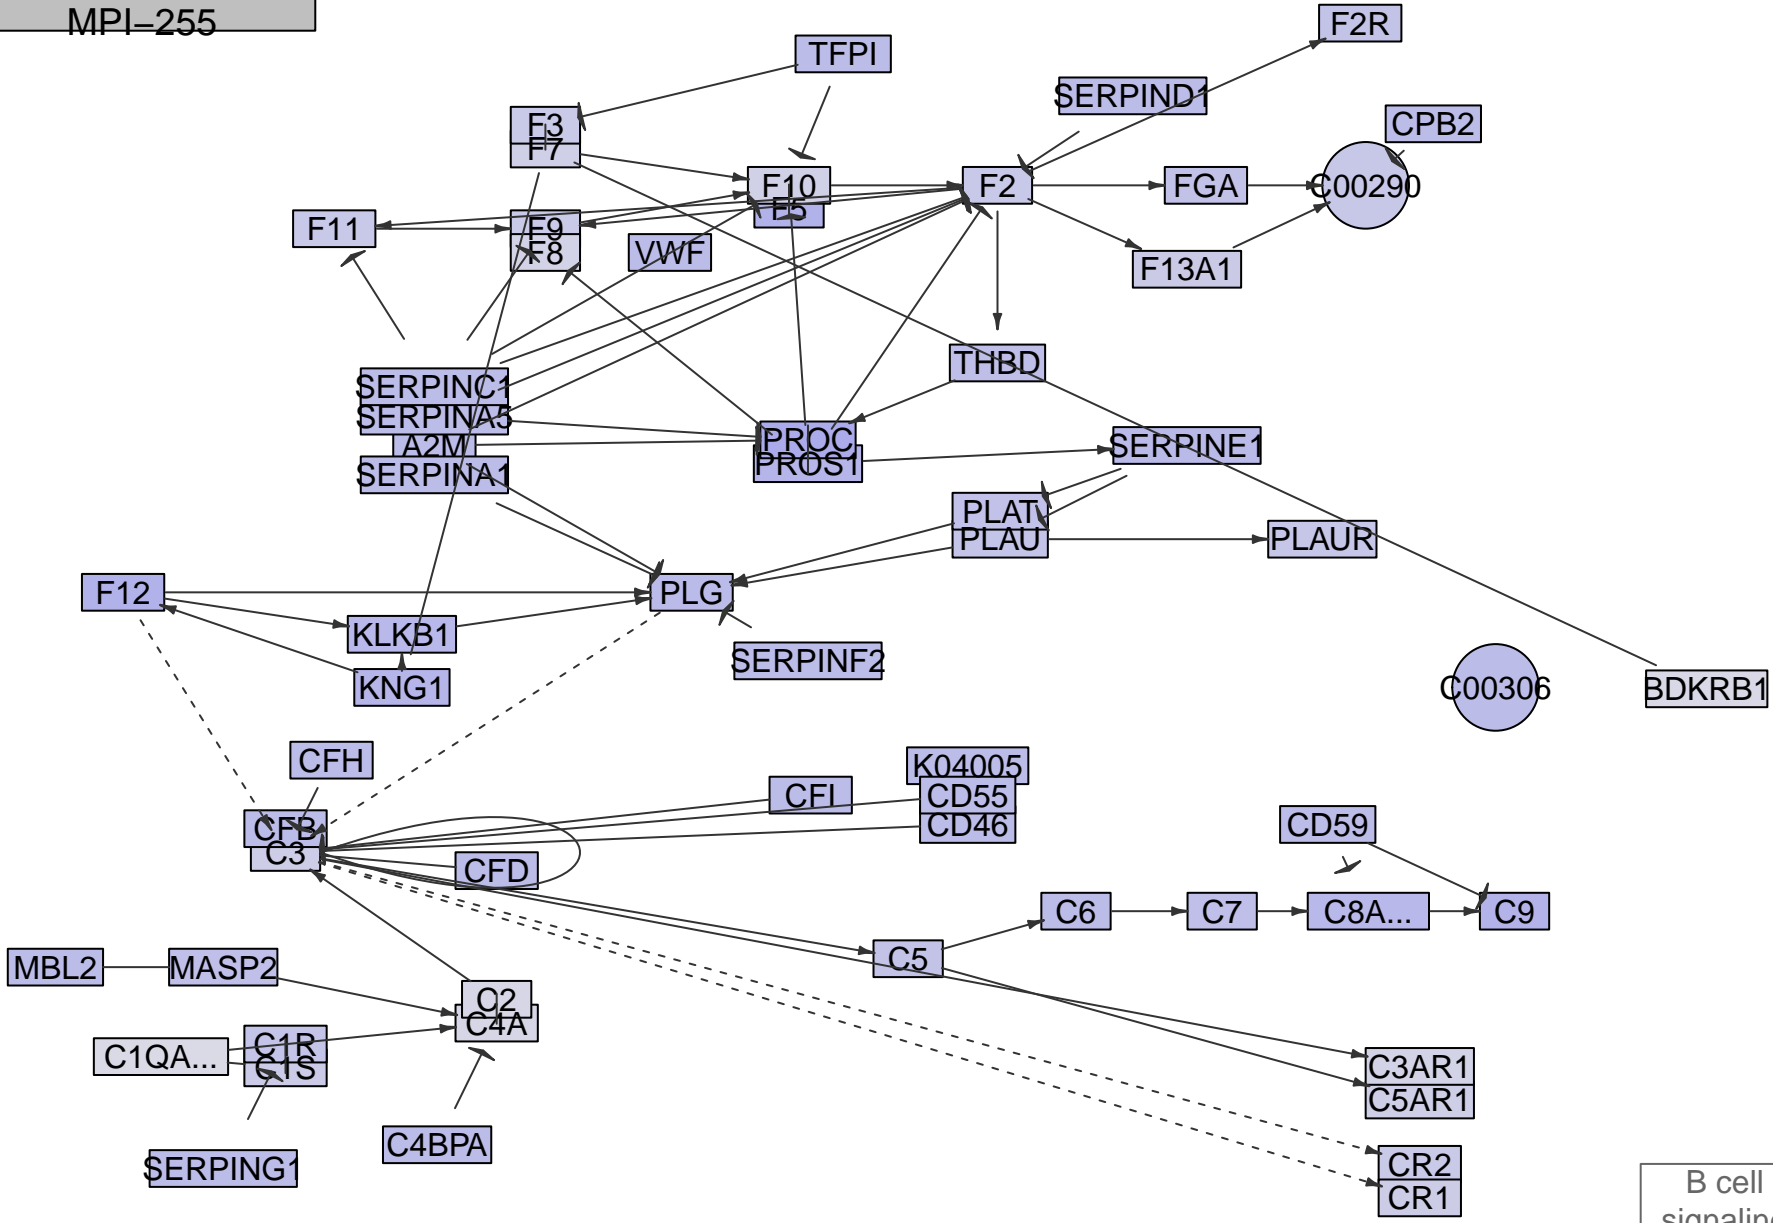 MPI−255
F2R
TFPI
SERPIND1
CPB2
F3
F7
F10
F5
F2
FGA
C00290
F11
F9
F8
VWF
F13A1
THBD
SERPINC1
SERPINA5
A2M
SERPINA1
PROC
PROS1
SERPINE1
PLAT
PLAU
PLAUR
F12
PLG
KLKB1
KNG1
SERPINF2
C00306
BDKRB1
CFH
K04005
CFI
CD55
CD46
CFB
C3
CFD
CD59
C6
C7
C8A...
C9
C5
MBL2
MASP2
C2
C4A
C1QA...
C1R
C1S
C3AR1
C5AR1
C4BPA
SERPING1
CR2
CR1
B cell
signaling